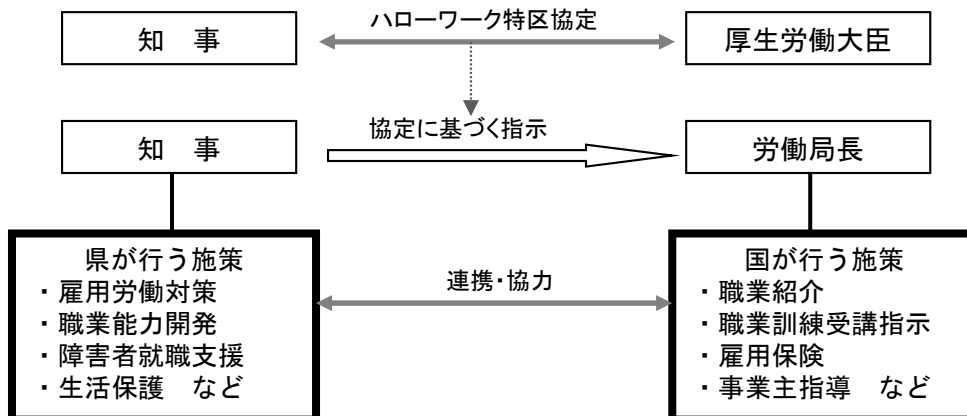 ハローワーク特区協定
知　事
厚生労働大臣
協定に基づく指示
知　事
労働局長
県が行う施策
・雇用労働対策
・職業能力開発
・障害者就職支援
・生活保護　など
連携・協力
国が行う施策
・職業紹介
・職業訓練受講指示
・雇用保険
・事業主指導　など